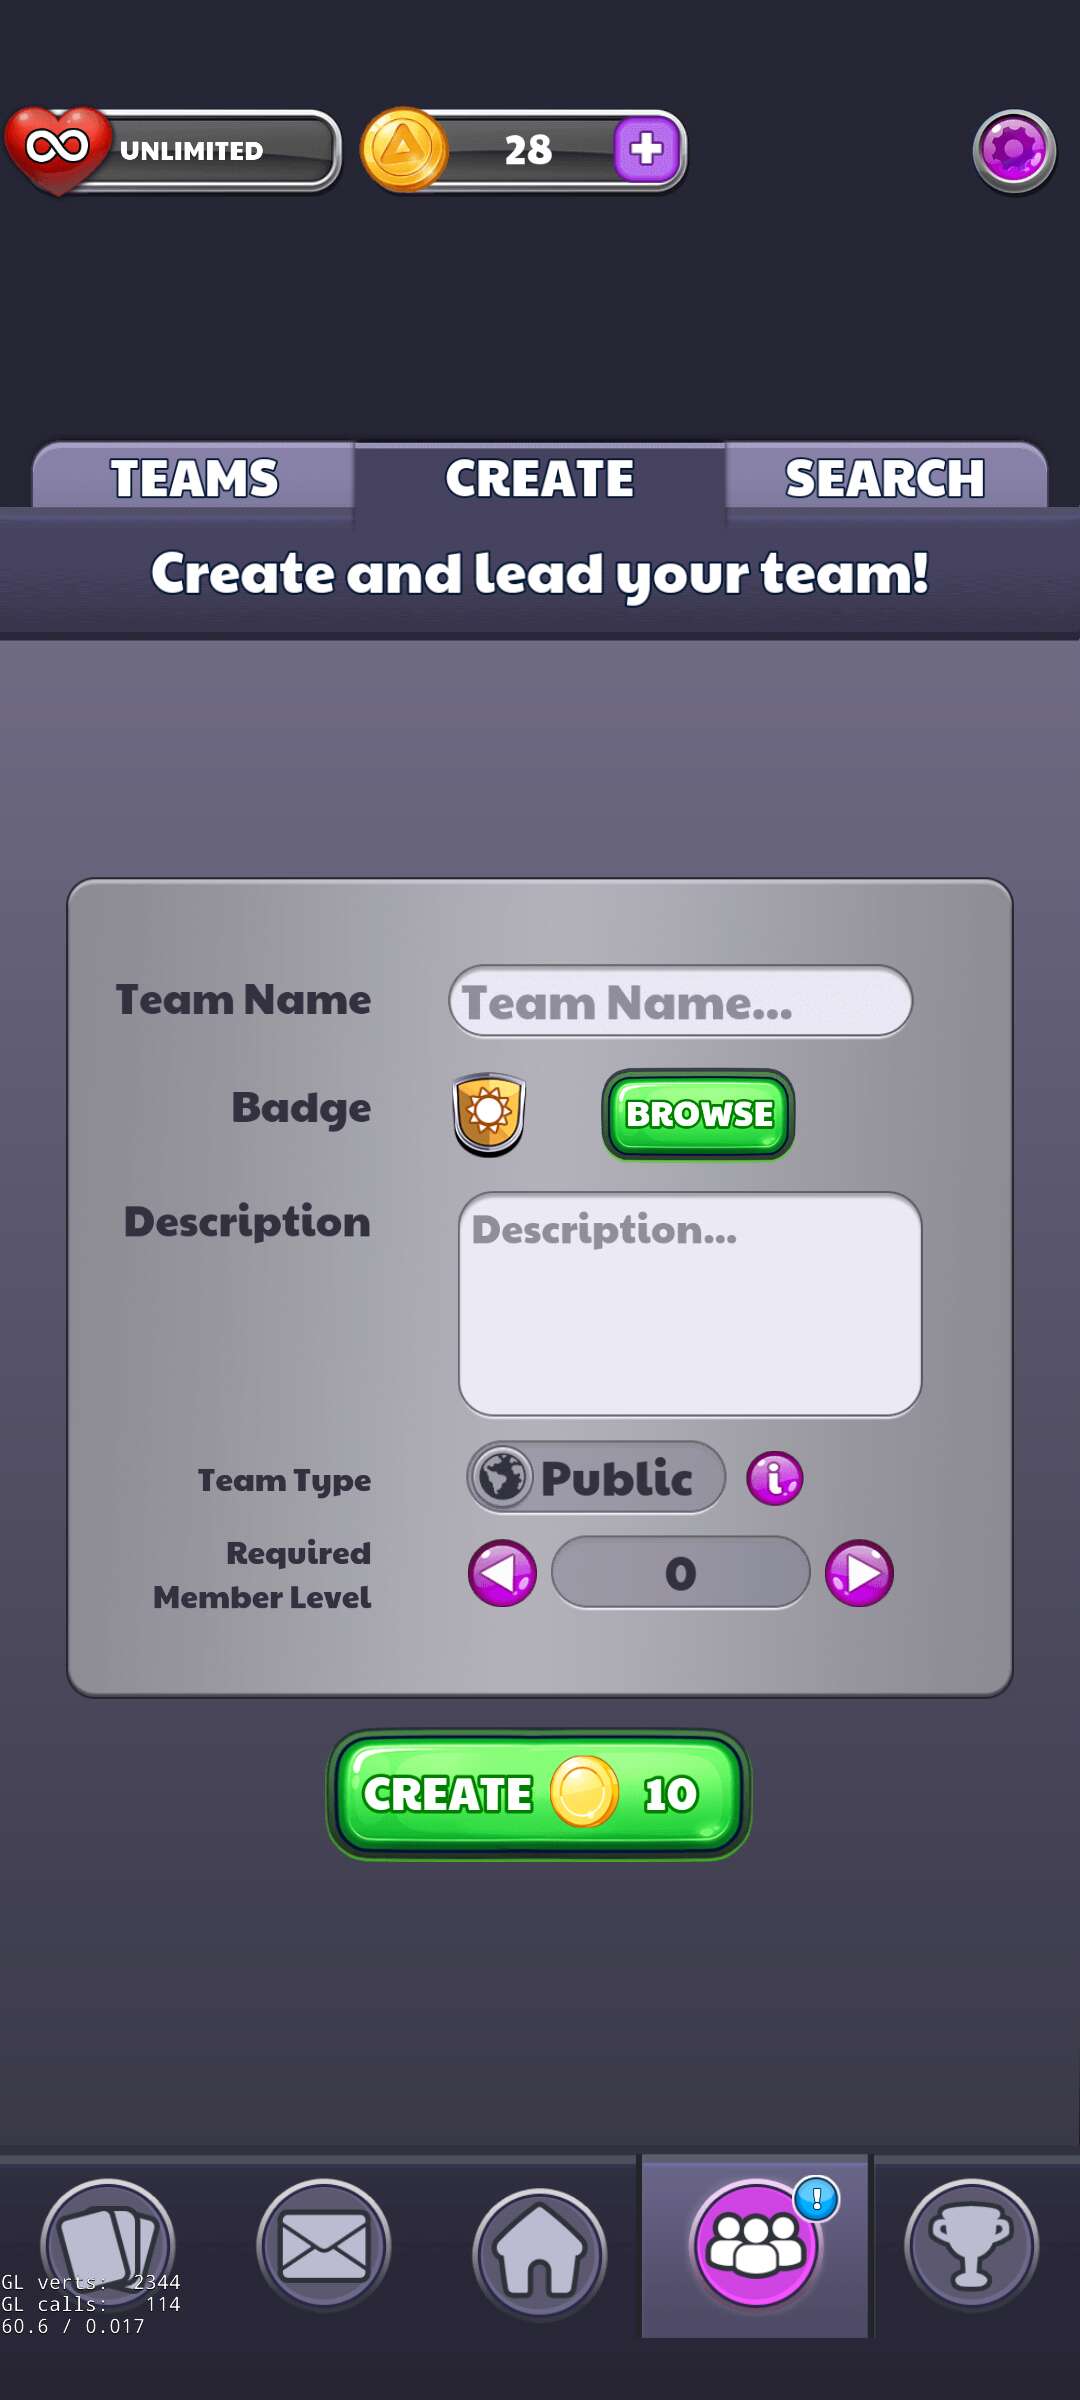 UNLIMITED
28
TEAMS
CREATE
SEARCH
Create and lead your team!
Team Name
Team Name...
Badge
BROWSE
Description
Description...
Team Type
Public
i
Required
Member Level
0
CREATE 10
!
GL verts: 2344
GL calls: 114
60.6 / 0.017